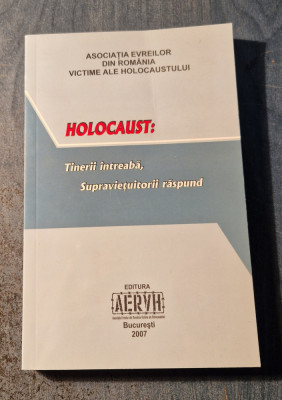 ASOCIAȚIA EVREILOR
DIN ROMÂNIA
VICTIME ALE HOLOCAUSTULUI
HOLOCAUST:
Tinerii întreabă,
Supraviețuitorii răspund
EDITURA
AERVH
București
2007